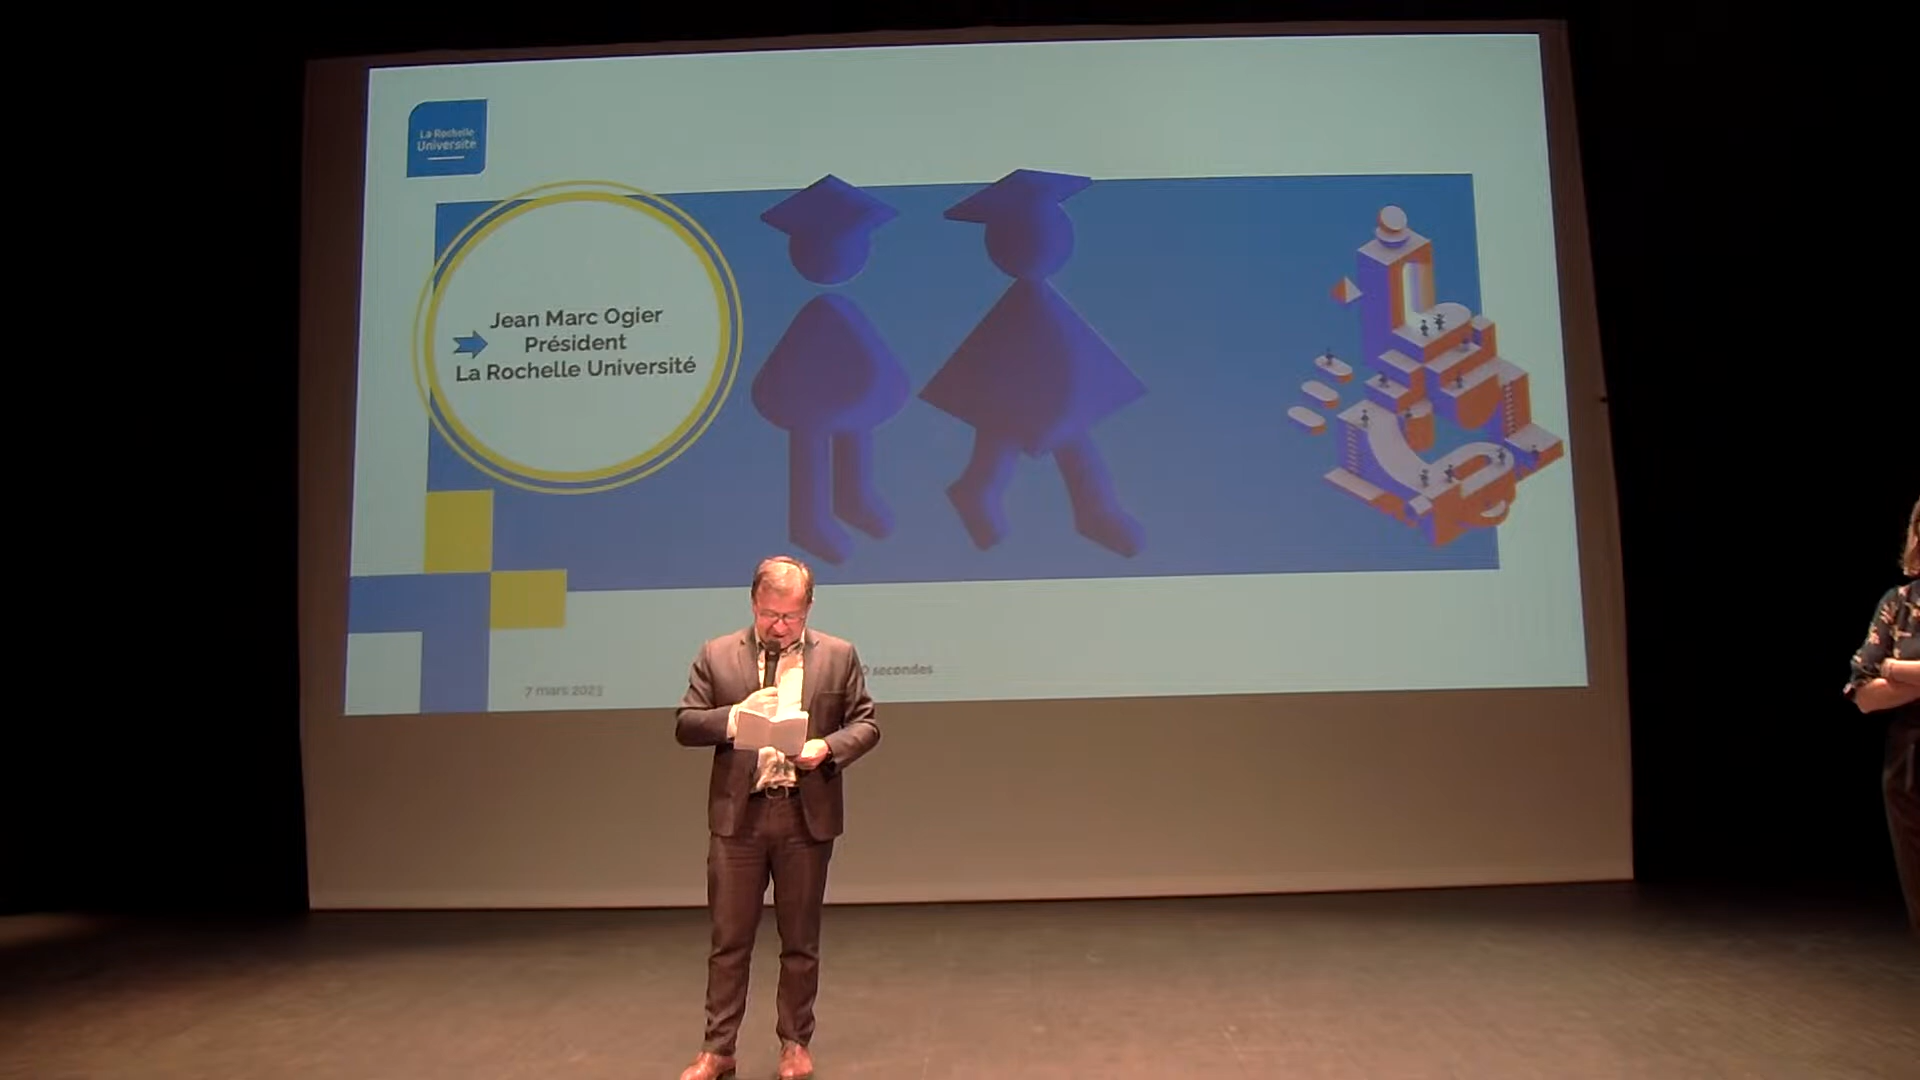 La Rochelle
Université
Jean Marc Ogier
Président
La Rochelle Université
7 mars 2023
secondes